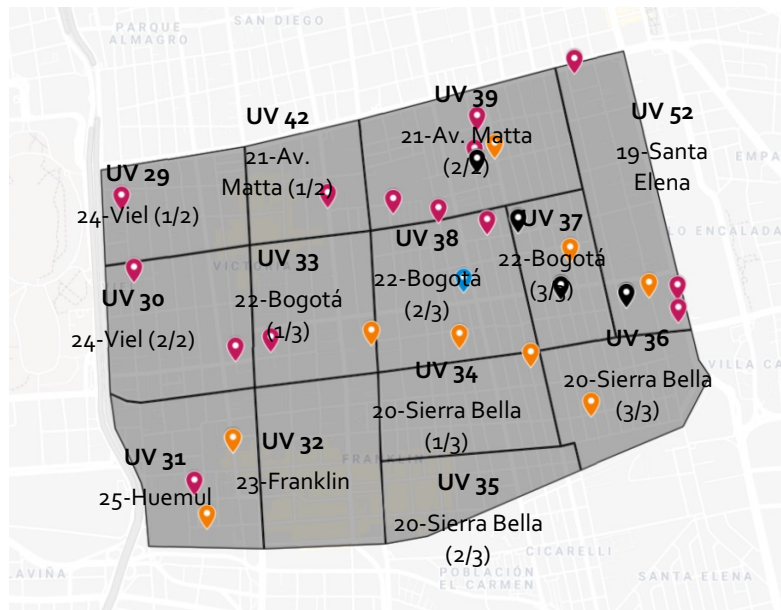 SAN DIEGO
PARQUE
ALMAGRO
UV 39
21-Av. Matta
(2/2)
UV 42
21-Av.
Matta (1/2)
UV 52
19-Santa
Elena
UV 29
24-Viel (1/2)
UV 37
22-Bogotá
(3/3)
UV 38
22-Bogotá
(2/3)
UV 33
22-Bogotá
(1/3)
VICTORIA
UV 30
24-Viel (2/2)
LO ENCALADA
EMPA
UV 36
20-Sierra Bella
(3/3)
VILLA CA
UV 34
20-Sierra Bella
(1/3)
UV 32
23-Franklin
FRANKLIN
UV 31
25-Huemul
UV 35
20-Sierra Bella
(2/3)
CICARELLI
POBLACIÓN
EL CARMEN
SANTA ELENA
LAVIÑA